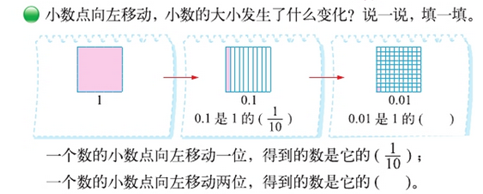 小数点向左移动，小数的大小发生了什么变化？说一说，填一填。
1
0.1
0.01
0.1是1的( 1/10 )
0.01是1的(    )
一个数的小数点向左移动一位，得到的数是它的( 1/10 )；
一个数的小数点向左移动两位，得到的数是它的(    )。